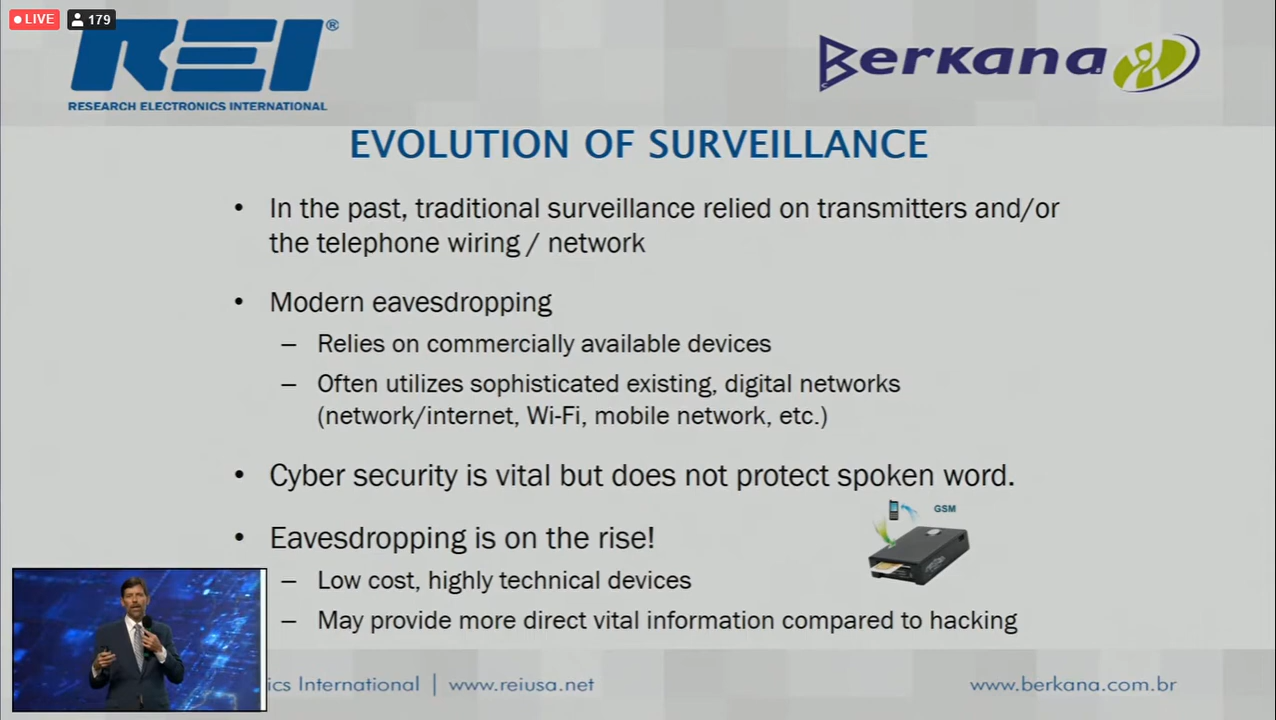 LIVE
179
REI®
RESEARCH ELECTRONICS INTERNATIONAL
Berkana®
EVOLUTION OF SURVEILLANCE
• In the past, traditional surveillance relied on transmitters and/or
the telephone wiring / network
• Modern eavesdropping
– Relies on commercially available devices
– Often utilizes sophisticated existing, digital networks
(network/internet, Wi-Fi, mobile network, etc.)
• Cyber security is vital but does not protect spoken word.
GSM
• Eavesdropping is on the rise!
– Low cost, highly technical devices
– May provide more direct vital information compared to hacking
ics International | www.reiusa.net
www.berkana.com.br